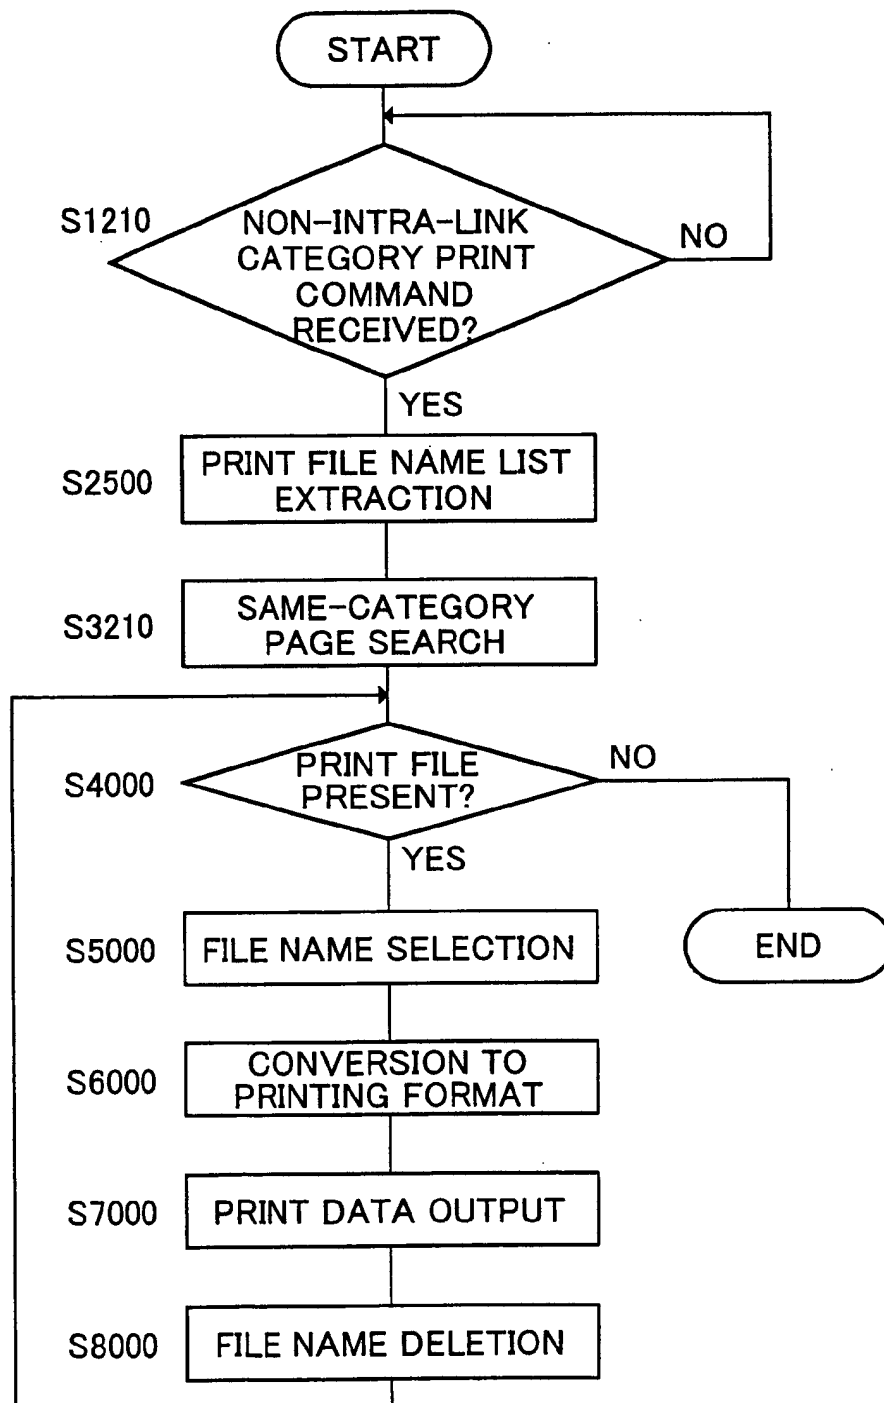 START
S1210
NON-INTRA-LINK
CATEGORY PRINT
COMMAND
RECEIVED?
NO
YES
S2500
PRINT FILE NAME LIST
EXTRACTION
S3210
SAME-CATEGORY
PAGE SEARCH
S4000
PRINT FILE
PRESENT?
NO
YES
S5000
FILE NAME SELECTION
END
S6000
CONVERSION TO
PRINTING FORMAT
S7000
PRINT DATA OUTPUT
S8000
FILE NAME DELETION